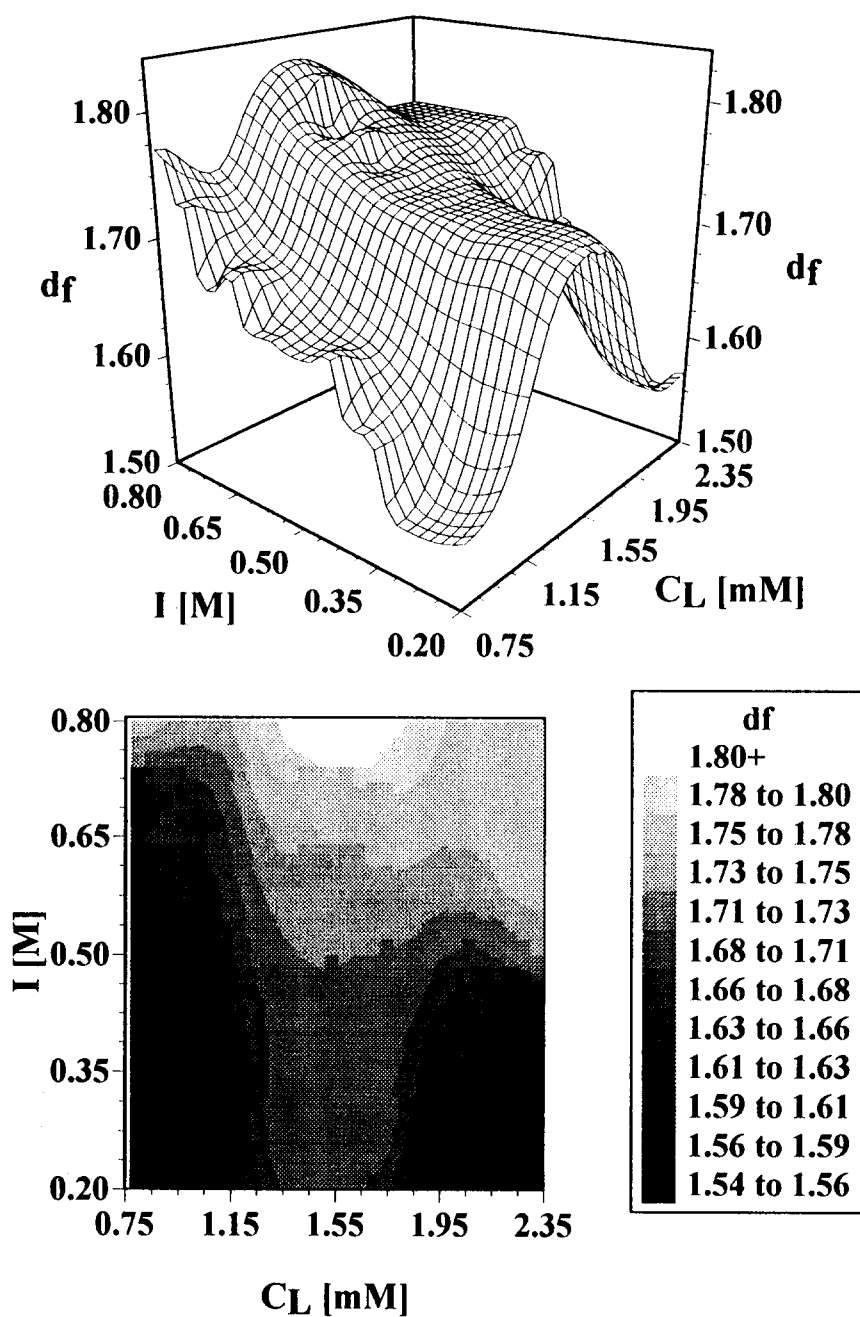 1.80
1.70
df
1.60
1.50
0.80
0.65
0.50
I [M]
0.35
0.20
1.80
1.70
df
1.60
1.50
2.35
1.95
1.55
CL [mM]
1.15
0.75
0.80
0.65
I [M]
0.50
0.35
0.20
0.75 1.15 1.55 1.95 2.35
CL [mM]
df
1.80+
1.78 to 1.80
1.75 to 1.78
1.73 to 1.75
1.71 to 1.73
1.68 to 1.71
1.66 to 1.68
1.63 to 1.66
1.61 to 1.63
1.59 to 1.61
1.56 to 1.59
1.54 to 1.56